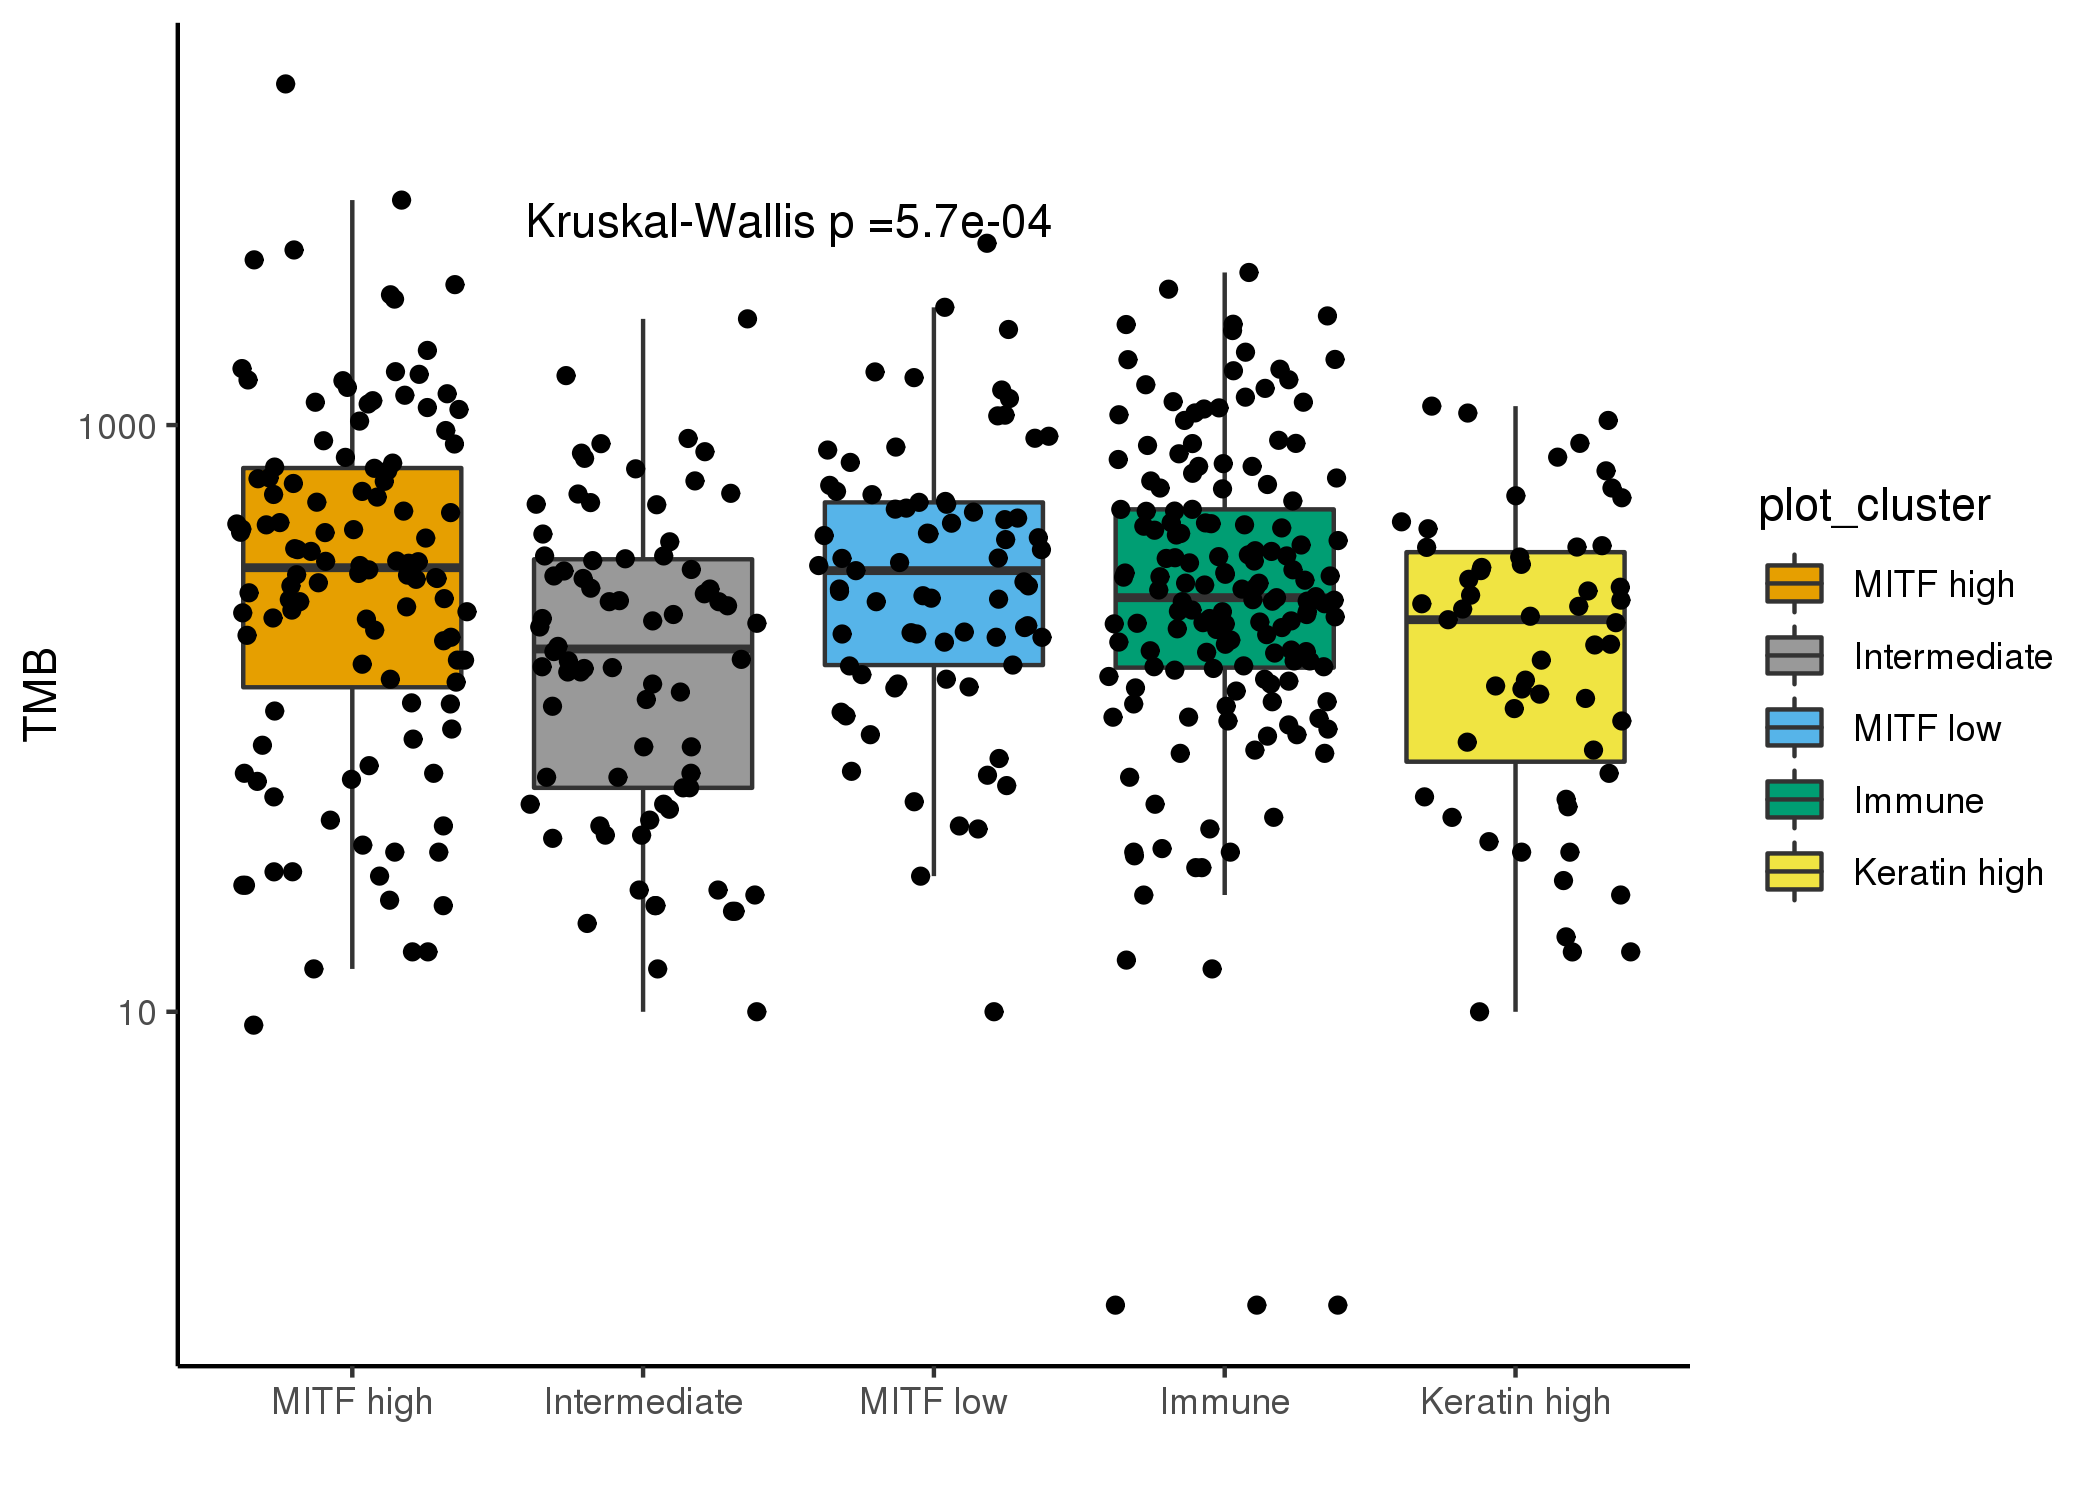 Kruskal-Wallis p =5.7e-04
TMB
1000
10
MITF high
Intermediate
MITF low
Immune
Keratin high
plot_cluster
MITF high
Intermediate
MITF low
Immune
Keratin high